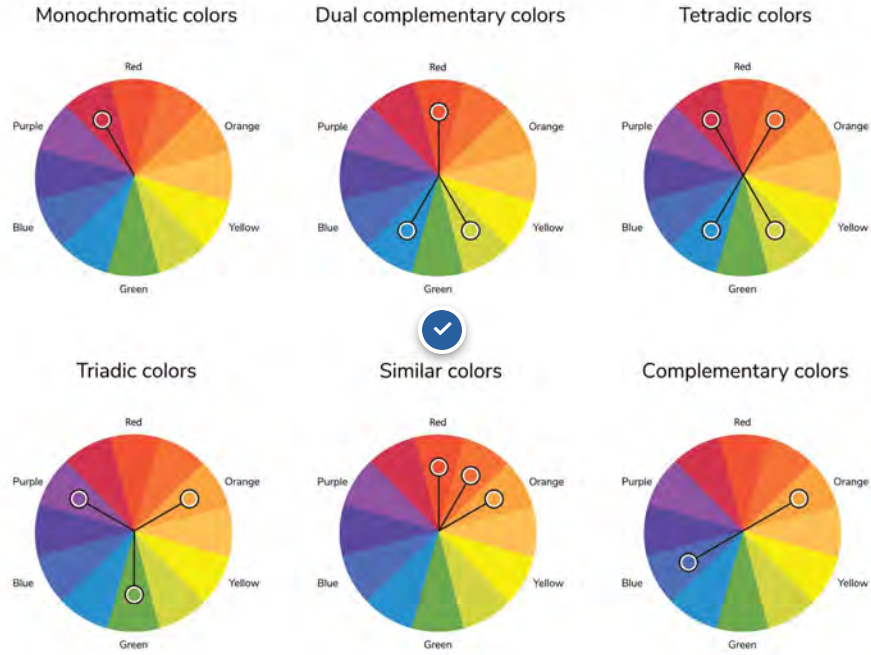 Monochromatic colors
Dual complementary colors
Tetradic colors
Red
Purple
Orange
Blue
Yellow
Green
Red
Purple
Orange
Blue
Yellow
Green
Red
Purple
Orange
Blue
Yellow
Green
Triadic colors
Similar colors
Complementary colors
Red
Purple
Orange
Blue
Yellow
Green
Red
Purple
Orange
Blue
Yellow
Green
Red
Purple
Orange
Blue
Yellow
Green